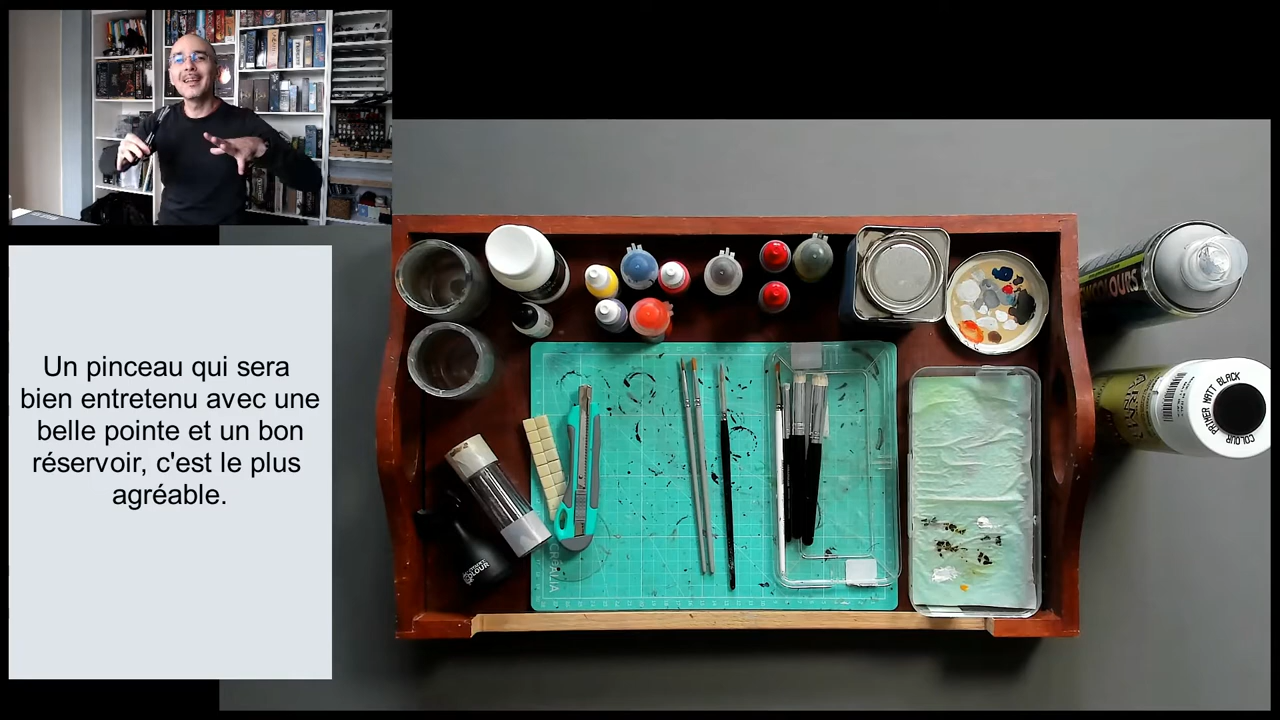 Un pinceau qui sera
bien entretenu avec une
belle pointe et un bon
réservoir, c'est le plus
agréable.
COLOUR
PRIMER MATT BLACK
COLOUR